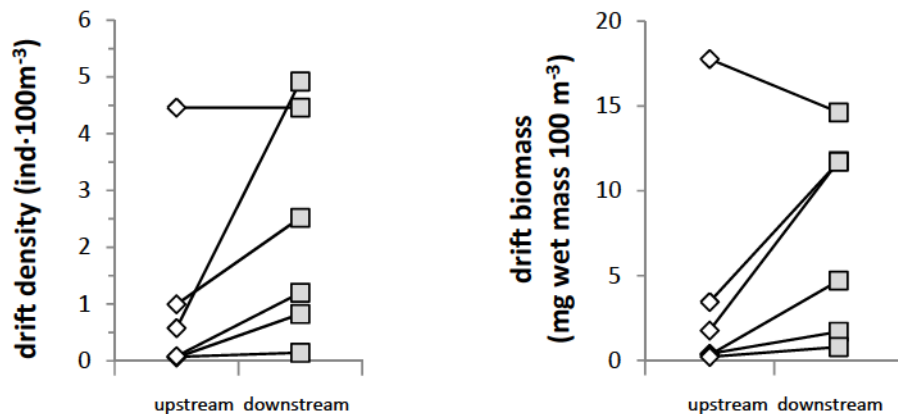 drift density (ind·100m⁻³)
6
5
4
3
2
1
0
upstream downstream
drift biomass
(mg wet mass 100 m⁻³)
20
15
10
5
0
upstream downstream